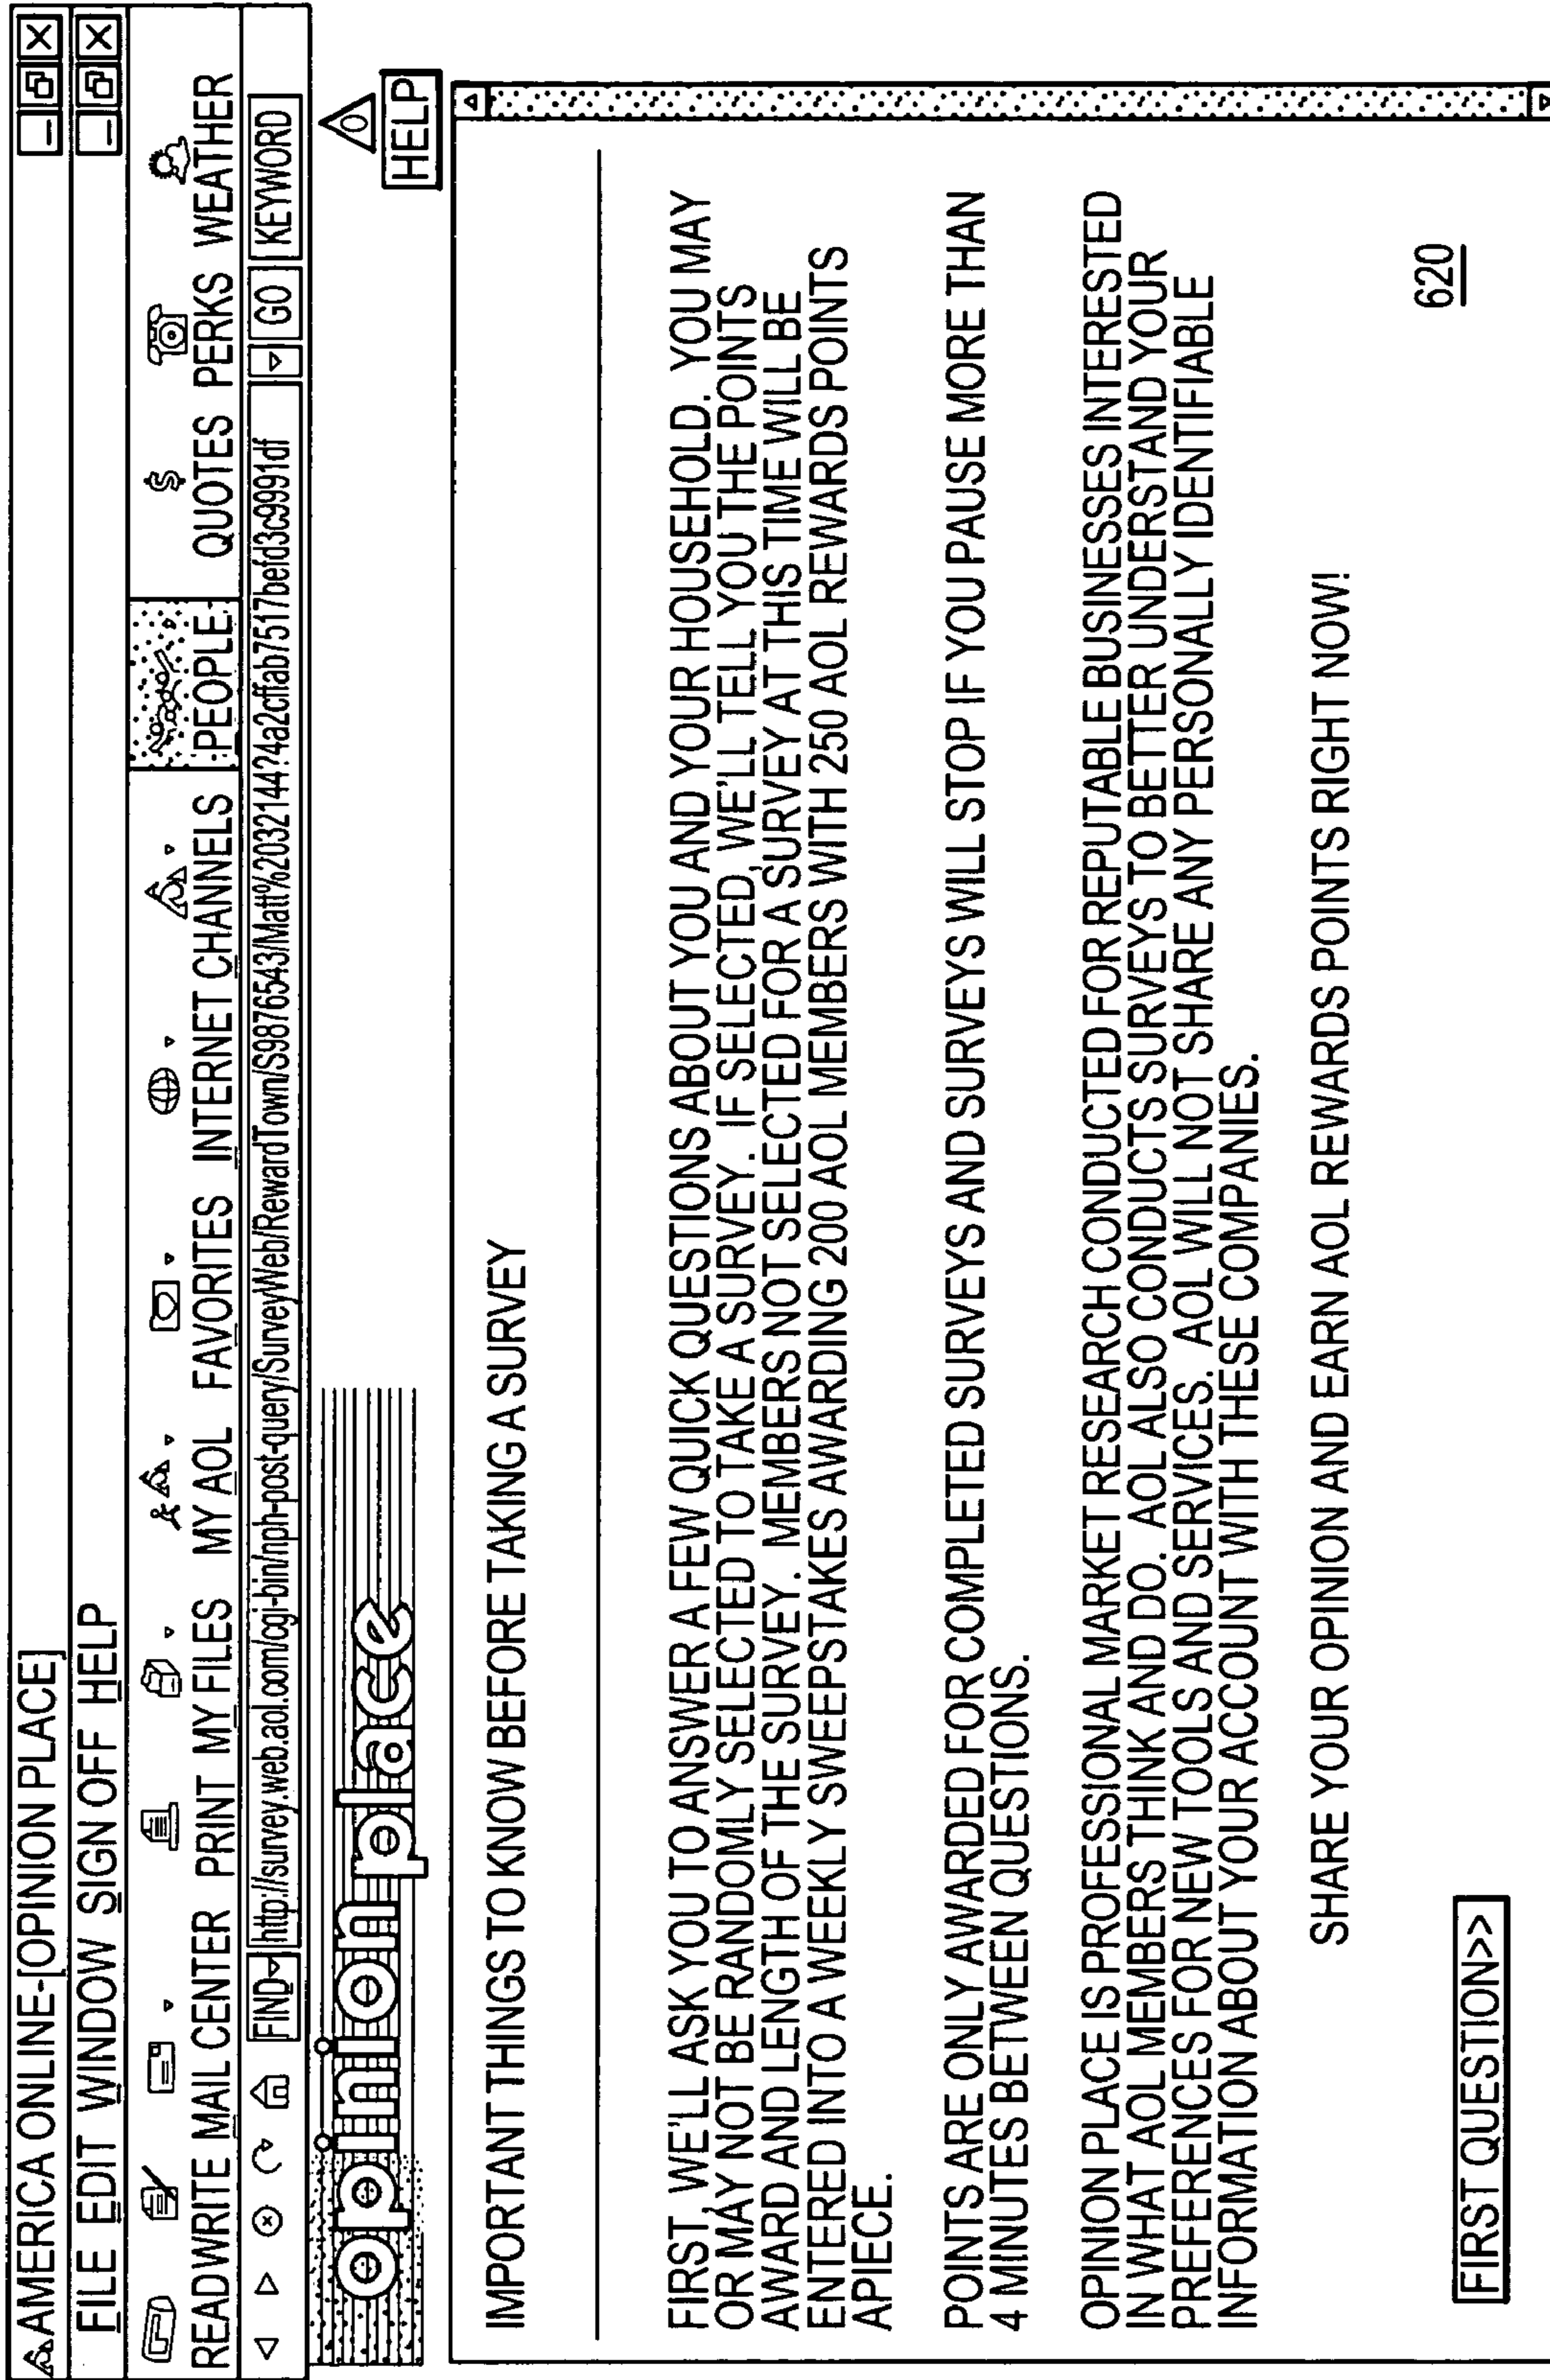 AMERICA ONLINE-[OPINION PLACE]
FILE EDIT WINDOW SIGN OFF HELP
READ WRITE MAIL CENTER PRINT MY FILES MY AOL FAVORITES INTERNET CHANNELS PEOPLE QUOTES PERKS WEATHER
FIND http://survey.web.aol.com/cgi-bin/nph-post-query/SurveyWeb/RewardTown/S9876543/Matt%2032144?4a2cffab7517befd3c9991df GO KEYWORD
opinion place
HELP
IMPORTANT THINGS TO KNOW BEFORE TAKING A SURVEY
FIRST, WE'LL ASK YOU TO ANSWER A FEW QUICK QUESTIONS ABOUT YOU AND YOUR HOUSEHOLD. YOU MAY
OR MAY NOT BE RANDOMLY SELECTED TO TAKE A SURVEY. IF SELECTED, WE'LL TELL YOU THE POINTS
AWARD AND LENGTH OF THE SURVEY. MEMBERS NOT SELECTED FOR A SURVEY AT THIS TIME WILL BE
ENTERED INTO A WEEKLY SWEEPSTAKES AWARDING 200 AOL MEMBERS WITH 250 AOL REWARDS POINTS
APIECE.
POINTS ARE ONLY AWARDED FOR COMPLETED SURVEYS AND SURVEYS WILL STOP IF YOU PAUSE MORE THAN
4 MINUTES BETWEEN QUESTIONS.
OPINION PLACE IS PROFESSIONAL MARKET RESEARCH CONDUCTED FOR REPUTABLE BUSINESSES INTERESTED
IN WHAT AOL MEMBERS THINK AND DO. AOL ALSO CONDUCTS SURVEYS TO BETTER UNDERSTAND YOUR
PREFERENCES FOR NEW TOOLS AND SERVICES. AOL WILL NOT SHARE ANY PERSONALLY IDENTIFIABLE
INFORMATION ABOUT YOUR ACCOUNT WITH THESE COMPANIES.
SHARE YOUR OPINION AND EARN AOL REWARDS POINTS RIGHT NOW!
620
FIRST QUESTION>>